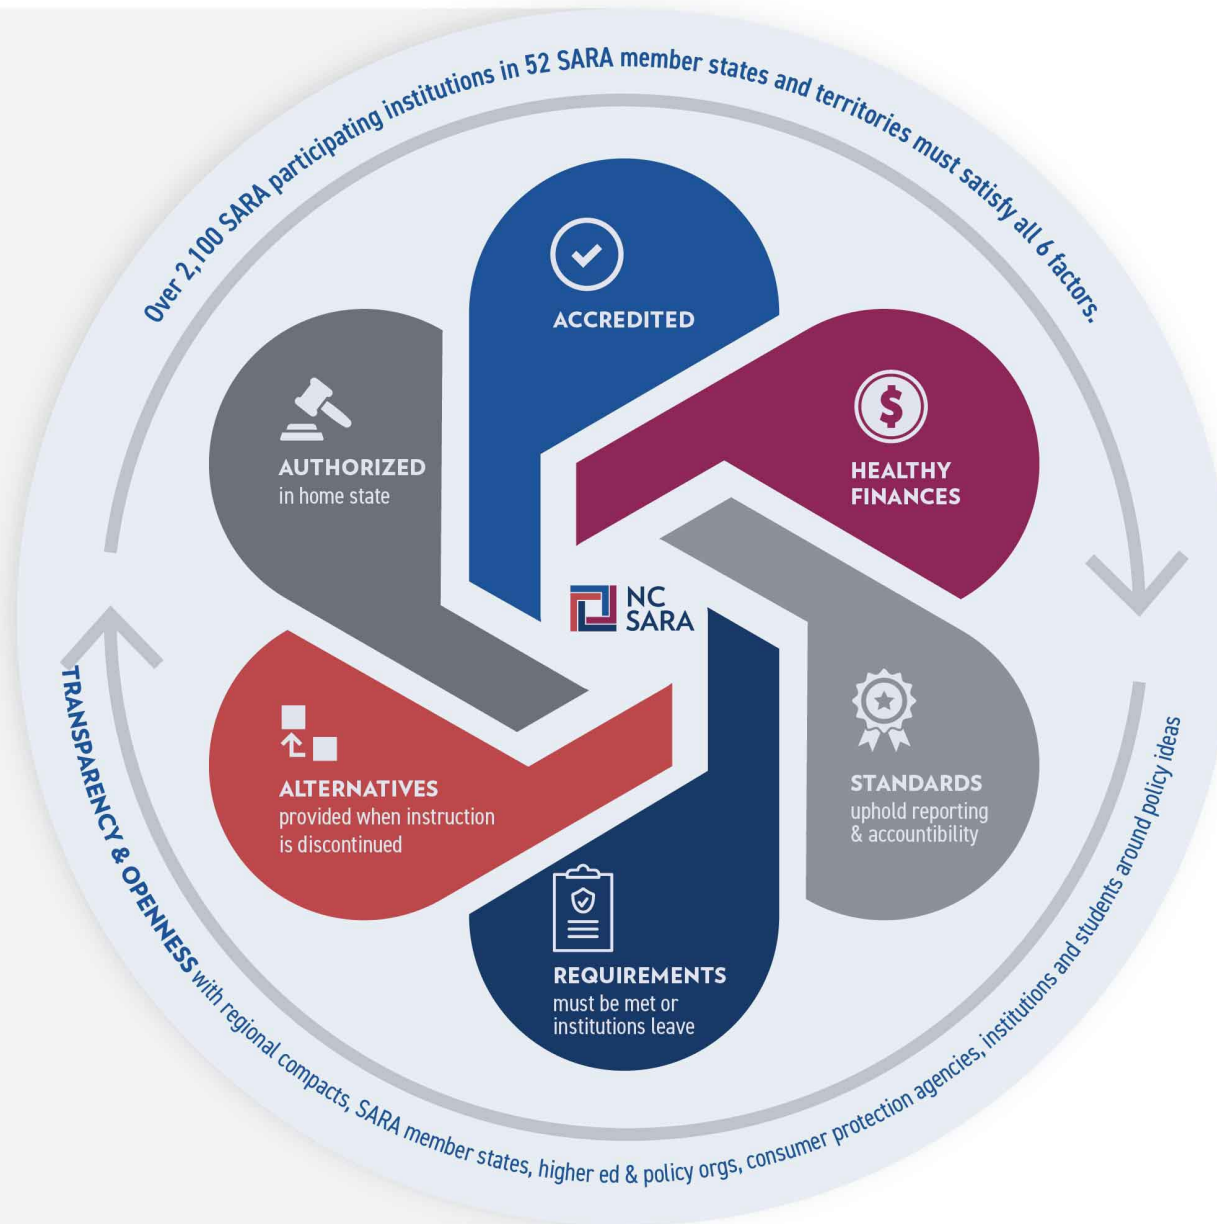 Over 2,100 SARA participating institutions in 52 SARA member states and territories must satisfy all 6 factors.
ACCREDITED
HEALTHY
FINANCES
AUTHORIZED
in home state
NC
SARA
STANDARDS
uphold reporting
& accountibility
ALTERNATIVES
provided when instruction
is discontinued
REQUIREMENTS
must be met or
institutions leave
TRANSPARENCY & OPENNESS with regional compacts, SARA member states, higher ed & policy orgs, consumer protection agencies, institutions and students around policy ideas